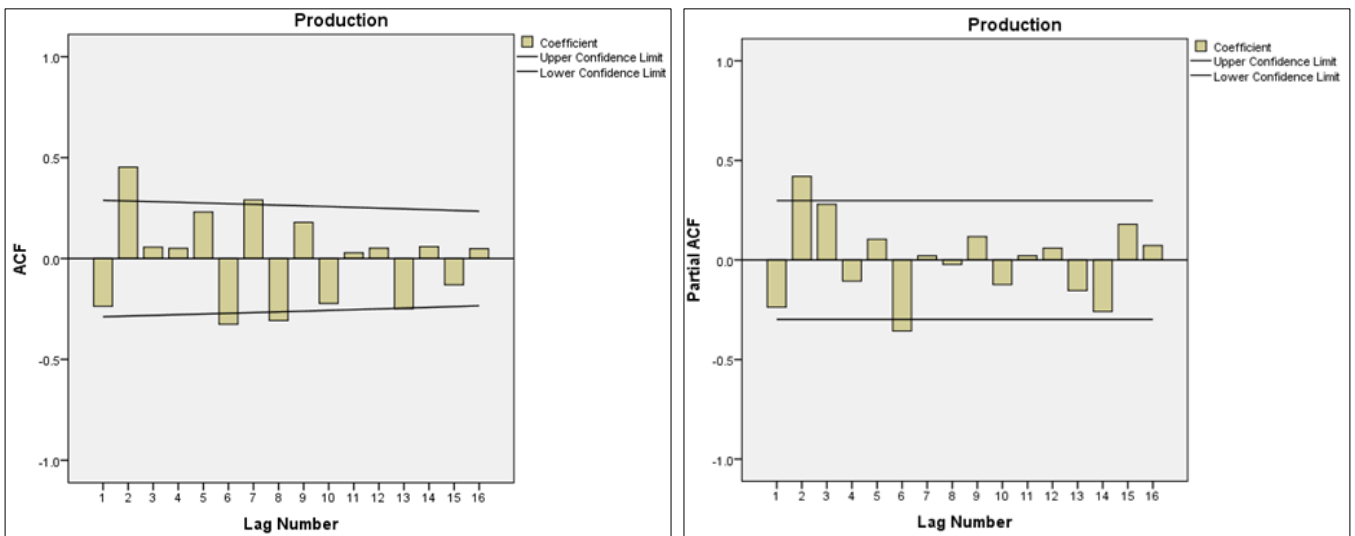 Production
Coefficient
Upper Confidence Limit
Lower Confidence Limit
ACF
1.0
0.5
0.0
-0.5
-1.0
1 2 3 4 5 6 7 8 9 10 11 12 13 14 15 16
Lag Number
Production
Coefficient
Upper Confidence Limit
Lower Confidence Limit
Partial ACF
1.0
0.5
0.0
-0.5
-1.0
1 2 3 4 5 6 7 8 9 10 11 12 13 14 15 16
Lag Number